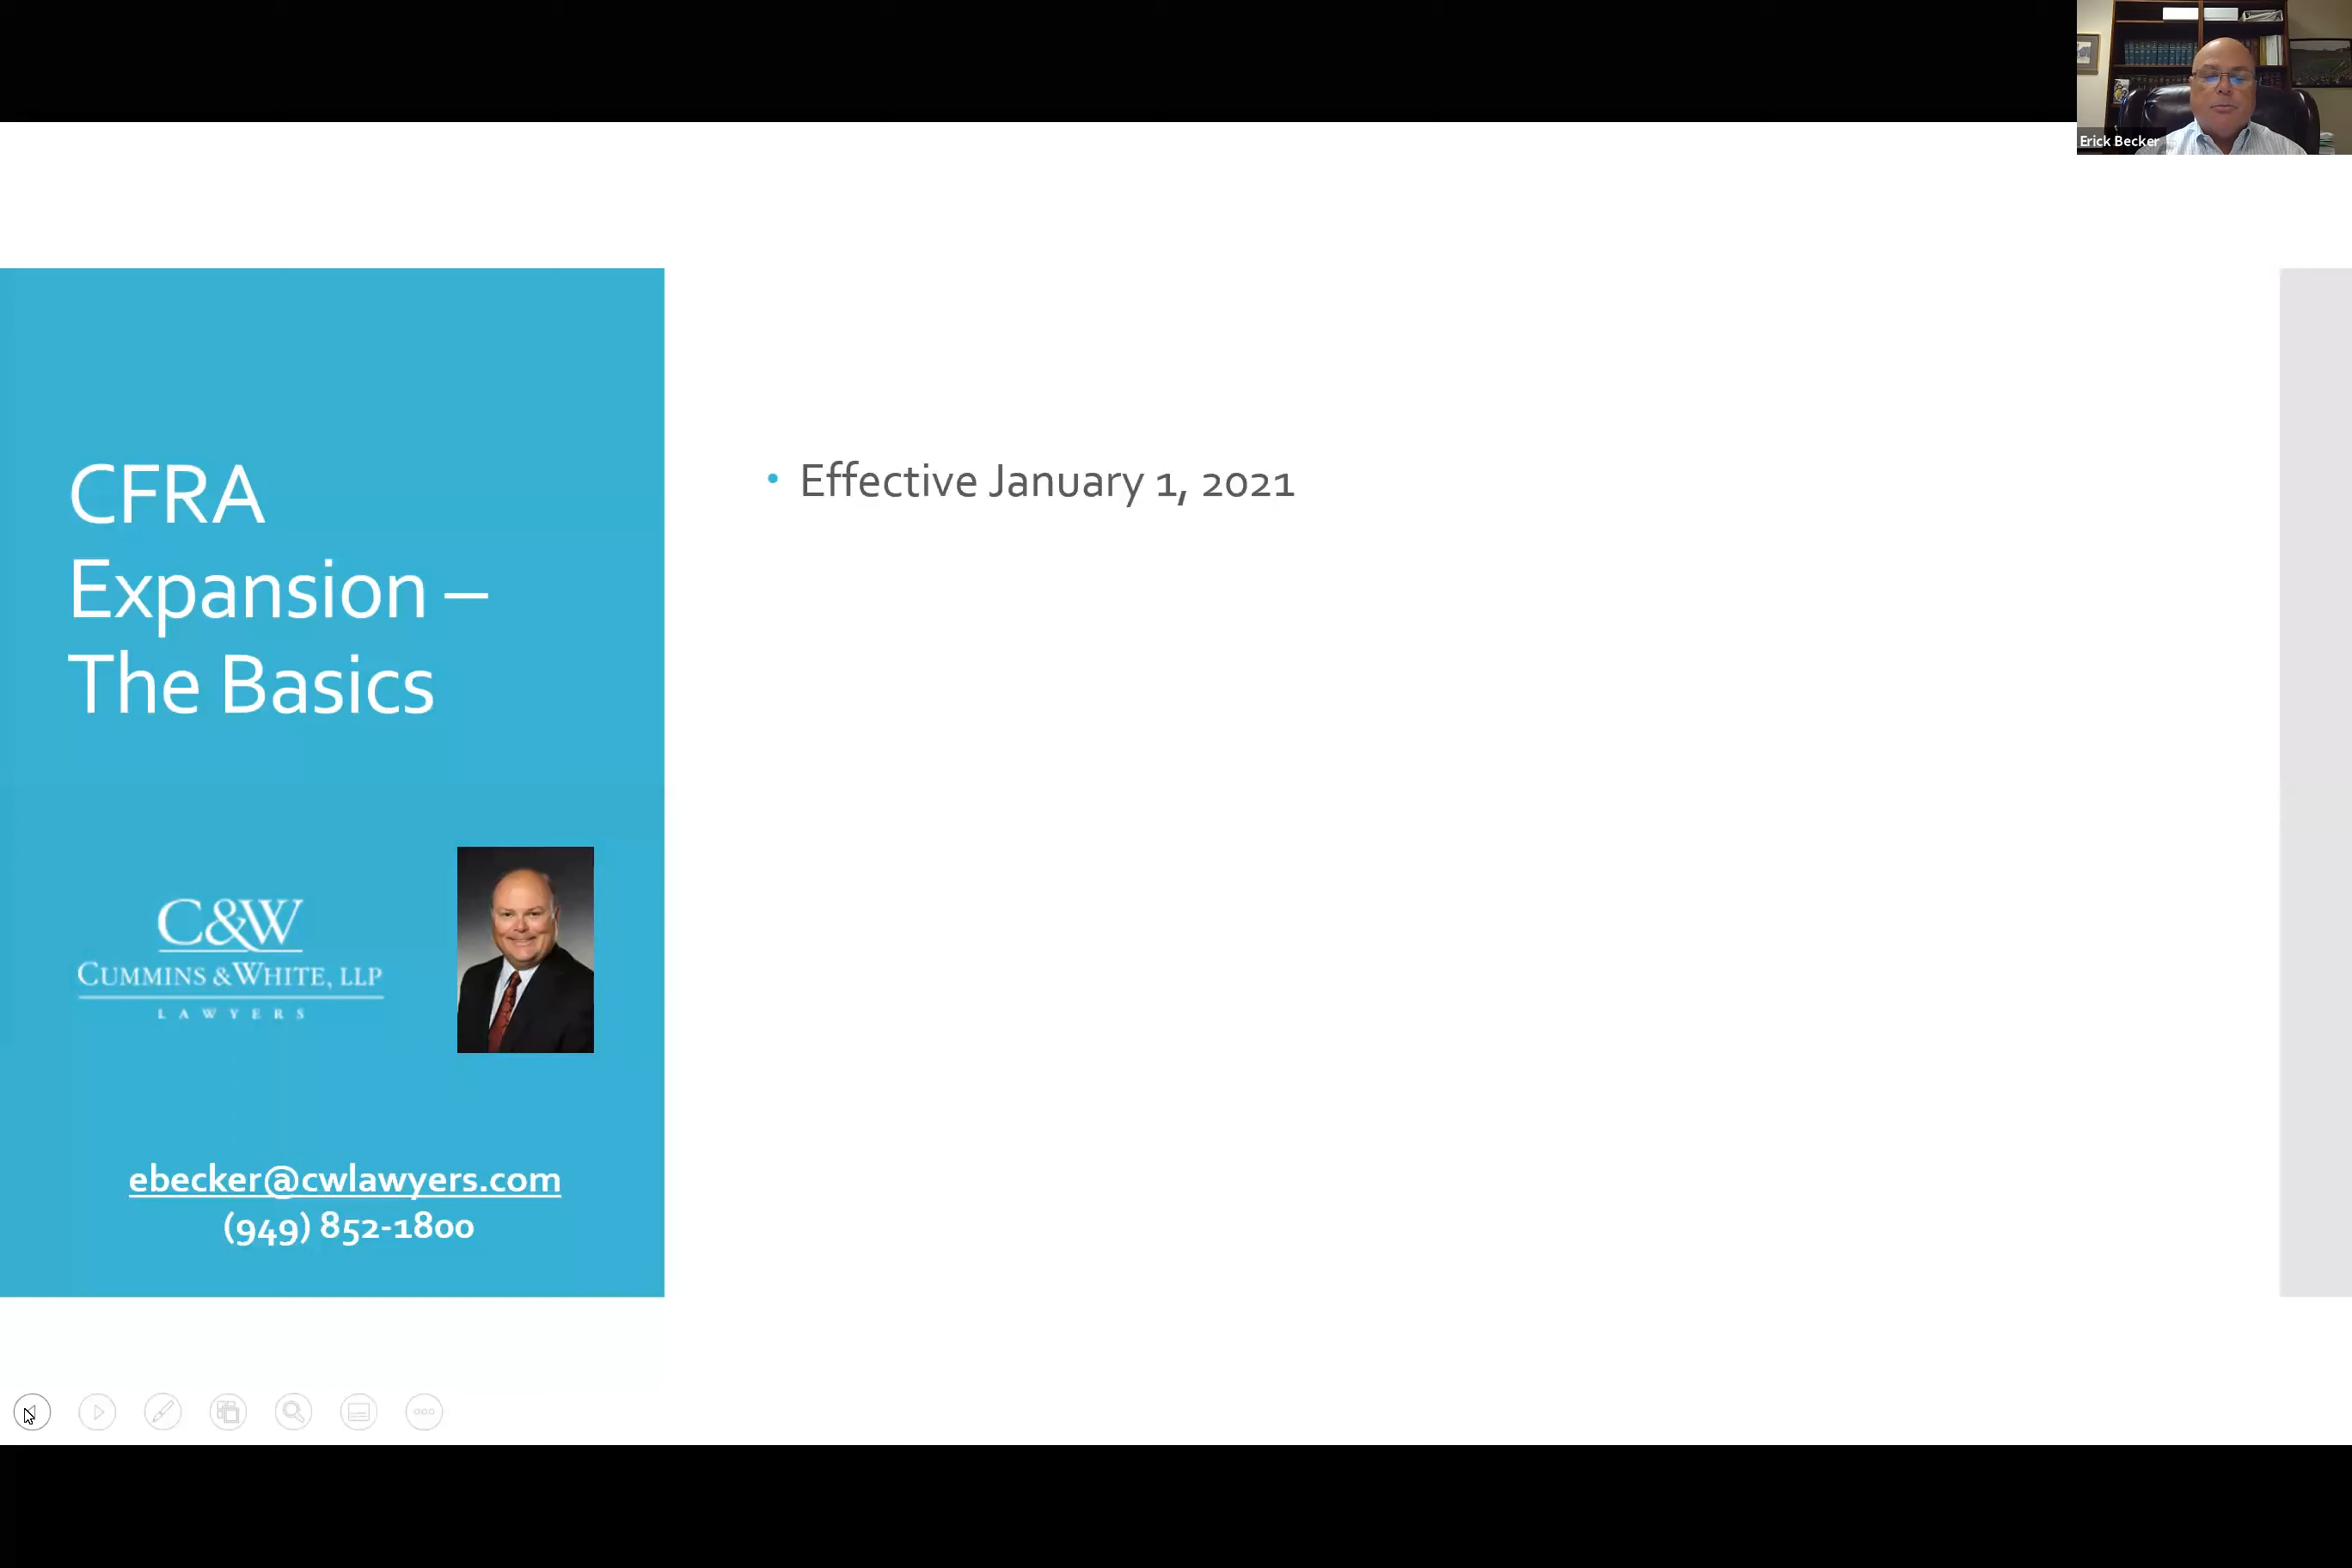 Erick Becker
CFRA
Expansion –
The Basics
• Effective January 1, 2021
C&W
CUMMINS & WHITE, LLP
LAWYERS
ebecker@cwlawyers.com
(949) 852-1800